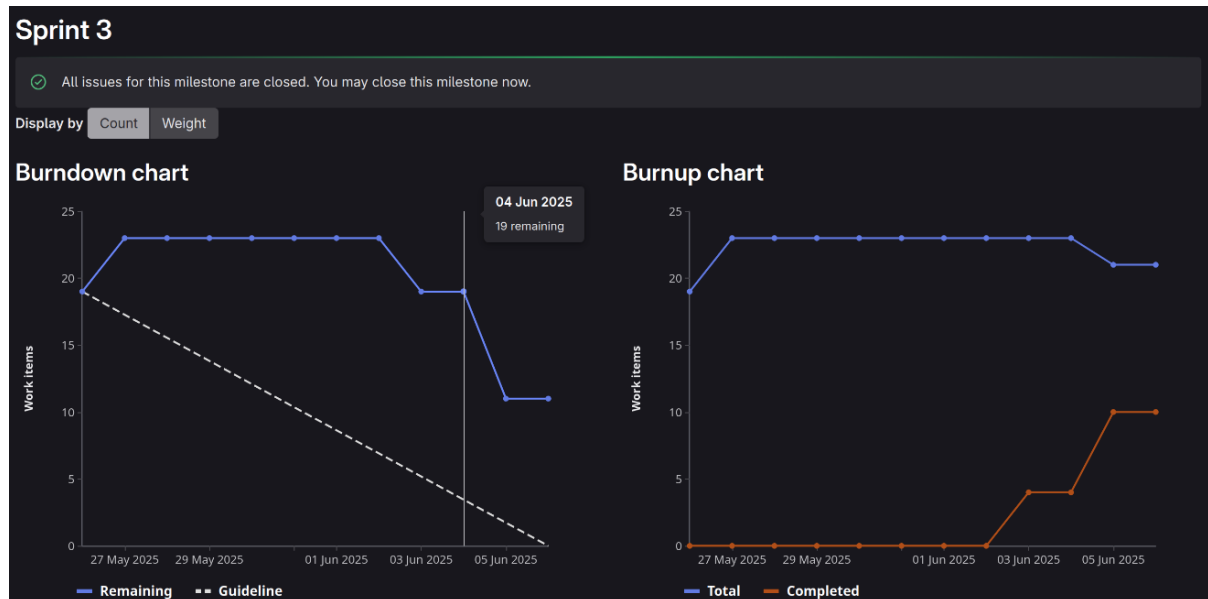 Sprint 3
All issues for this milestone are closed. You may close this milestone now.
Display by Count Weight
Burndown chart
04 Jun 2025
19 remaining
25
20
15
10
5
0
Work items
27 May 2025 29 May 2025 01 Jun 2025 03 Jun 2025 05 Jun 2025
Remaining Guideline
Burnup chart
25
20
15
10
5
0
Work items
27 May 2025 29 May 2025 01 Jun 2025 03 Jun 2025 05 Jun 2025
Total Completed